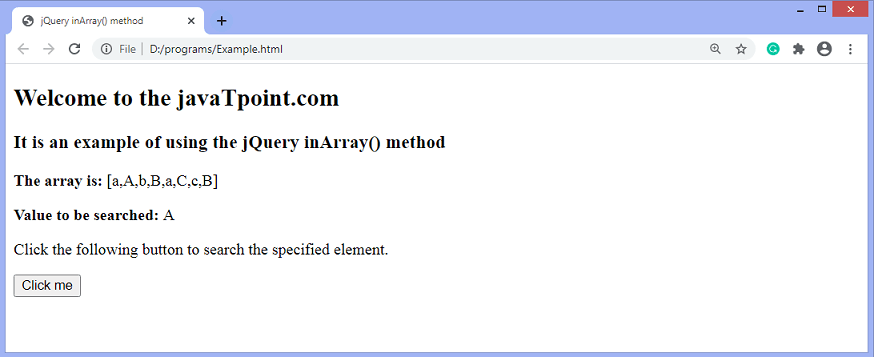 jQuery inArray() method
File
D:/programs/Example.html
Welcome to the javaTpoint.com
It is an example of using the jQuery inArray() method
The array is: [a,A,b,B,a,C,c,B]
Value to be searched: A
Click the following button to search the specified element.
Click me